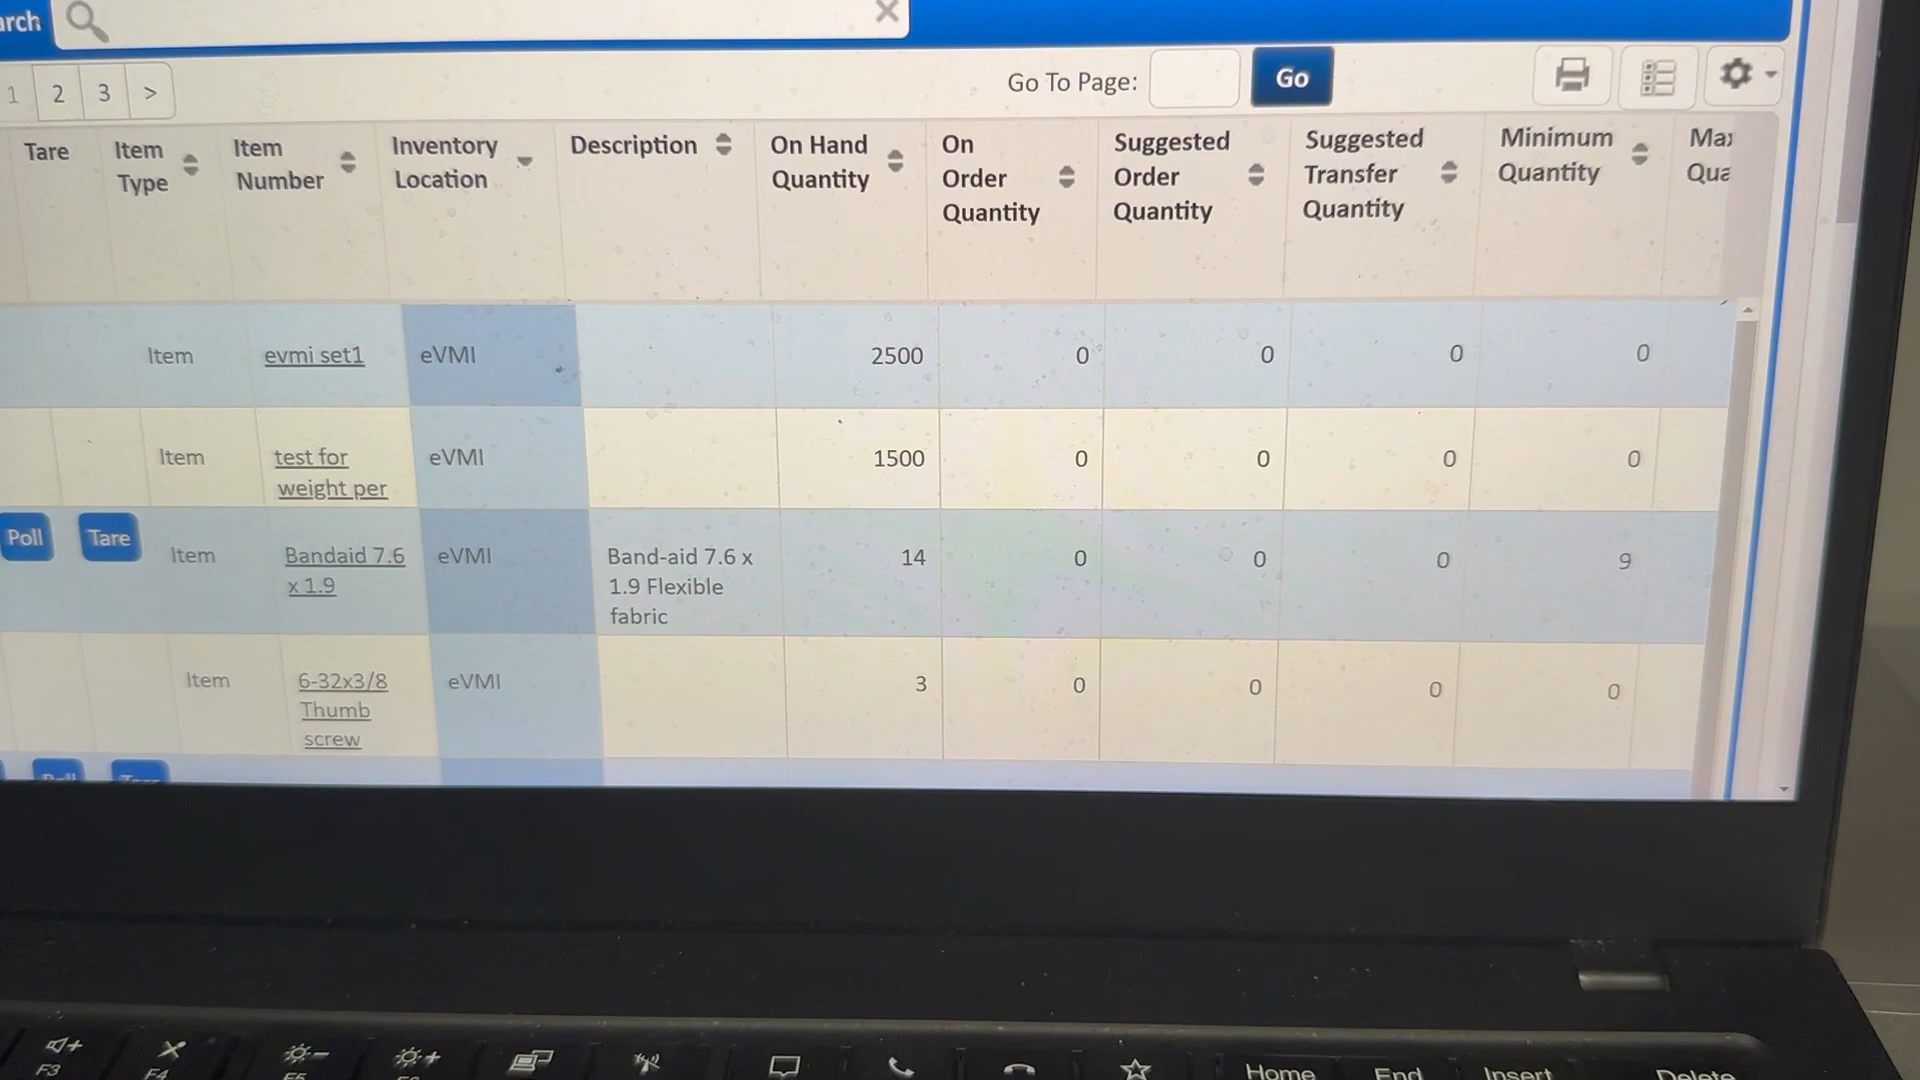 arch
1 2 3 >
Go To Page: Go
Tare
Item Type
Item Number
Inventory Location
Description
On Hand Quantity
On Order Quantity
Suggested Order Quantity
Suggested Transfer Quantity
Minimum Quantity
Item evmi set1 eVMI 2500 0 0 0 0
Item test for weight per eVMI 1500 0 0 0 0
Poll Tare Item Bandaid 7.6 x 1.9 eVMI Band-aid 7.6 x 1.9 Flexible fabric 14 0 0 0 9
Item 6-32x3/8 Thumb screw eVMI 3 0 0 0 0
F3 F4
Home End Insert Delete